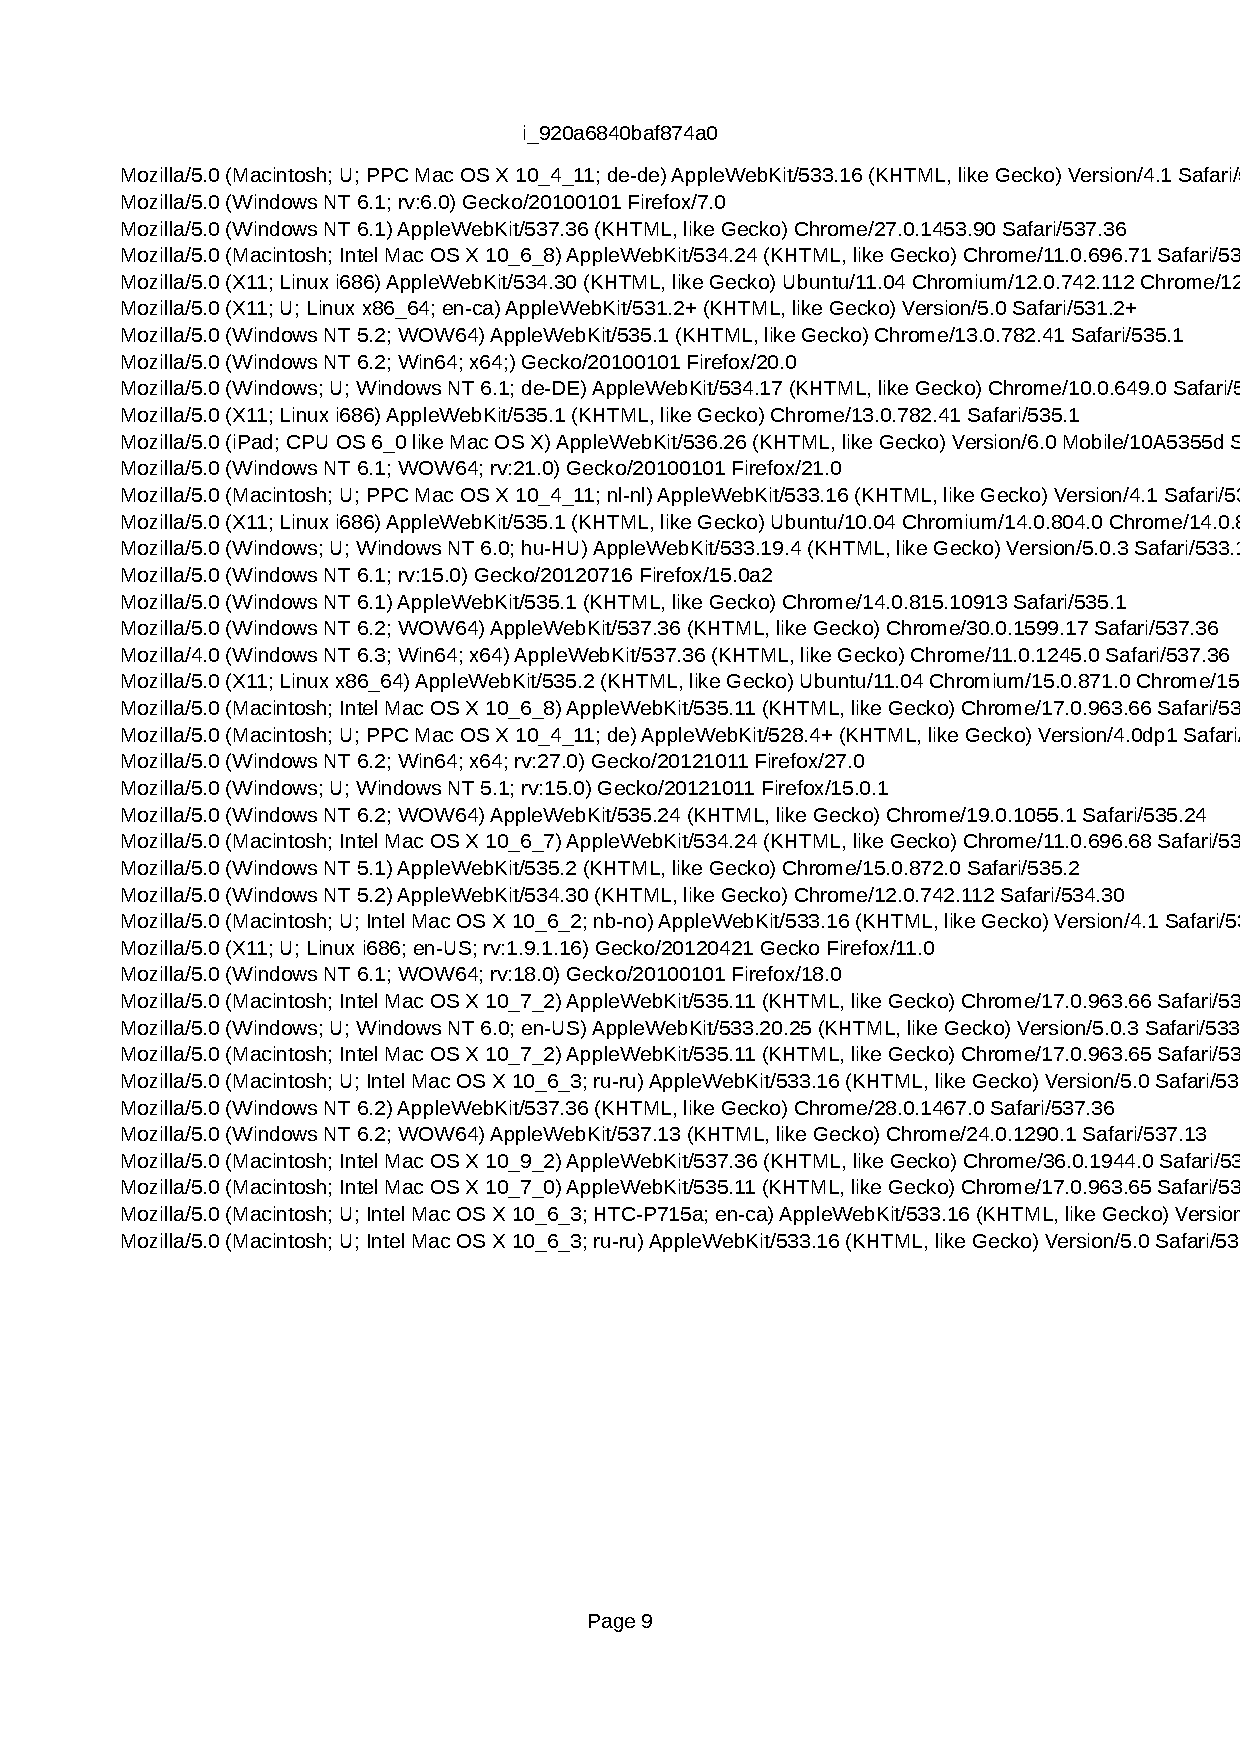 i_920a6840baf874a0
Mozilla/5.0 (Macintosh; U; PPC Mac OS X 10_4_11; de-de) AppleWebKit/533.16 (KHTML, like Gecko) Version/4.1 Safari/
Mozilla/5.0 (Windows NT 6.1; rv:6.0) Gecko/20100101 Firefox/7.0
Mozilla/5.0 (Windows NT 6.1) AppleWebKit/537.36 (KHTML, like Gecko) Chrome/27.0.1453.90 Safari/537.36
Mozilla/5.0 (Macintosh; Intel Mac OS X 10_6_8) AppleWebKit/534.24 (KHTML, like Gecko) Chrome/11.0.696.71 Safari/53
Mozilla/5.0 (X11; Linux i686) AppleWebKit/534.30 (KHTML, like Gecko) Ubuntu/11.04 Chromium/12.0.742.112 Chrome/12
Mozilla/5.0 (X11; U; Linux x86_64; en-ca) AppleWebKit/531.2+ (KHTML, like Gecko) Version/5.0 Safari/531.2+
Mozilla/5.0 (Windows NT 5.2; WOW64) AppleWebKit/535.1 (KHTML, like Gecko) Chrome/13.0.782.41 Safari/535.1
Mozilla/5.0 (Windows NT 6.2; Win64; x64;) Gecko/20100101 Firefox/20.0
Mozilla/5.0 (Windows; U; Windows NT 6.1; de-DE) AppleWebKit/534.17 (KHTML, like Gecko) Chrome/10.0.649.0 Safari/5
Mozilla/5.0 (X11; Linux i686) AppleWebKit/535.1 (KHTML, like Gecko) Chrome/13.0.782.41 Safari/535.1
Mozilla/5.0 (iPad; CPU OS 6_0 like Mac OS X) AppleWebKit/536.26 (KHTML, like Gecko) Version/6.0 Mobile/10A5355d S
Mozilla/5.0 (Windows NT 6.1; WOW64; rv:21.0) Gecko/20100101 Firefox/21.0
Mozilla/5.0 (Macintosh; U; PPC Mac OS X 10_4_11; nl-nl) AppleWebKit/533.16 (KHTML, like Gecko) Version/4.1 Safari/53
Mozilla/5.0 (X11; Linux i686) AppleWebKit/535.1 (KHTML, like Gecko) Ubuntu/10.04 Chromium/14.0.804.0 Chrome/14.0.8
Mozilla/5.0 (Windows; U; Windows NT 6.0; hu-HU) AppleWebKit/533.19.4 (KHTML, like Gecko) Version/5.0.3 Safari/533.1
Mozilla/5.0 (Windows NT 6.1; rv:15.0) Gecko/20120716 Firefox/15.0a2
Mozilla/5.0 (Windows NT 6.1) AppleWebKit/535.1 (KHTML, like Gecko) Chrome/14.0.815.10913 Safari/535.1
Mozilla/5.0 (Windows NT 6.2; WOW64) AppleWebKit/537.36 (KHTML, like Gecko) Chrome/30.0.1599.17 Safari/537.36
Mozilla/4.0 (Windows NT 6.3; Win64; x64) AppleWebKit/537.36 (KHTML, like Gecko) Chrome/11.0.1245.0 Safari/537.36
Mozilla/5.0 (X11; Linux x86_64) AppleWebKit/535.2 (KHTML, like Gecko) Ubuntu/11.04 Chromium/15.0.871.0 Chrome/15
Mozilla/5.0 (Macintosh; Intel Mac OS X 10_6_8) AppleWebKit/535.11 (KHTML, like Gecko) Chrome/17.0.963.66 Safari/53
Mozilla/5.0 (Macintosh; U; PPC Mac OS X 10_4_11; de) AppleWebKit/528.4+ (KHTML, like Gecko) Version/4.0dp1 Safari/
Mozilla/5.0 (Windows NT 6.2; Win64; x64; rv:27.0) Gecko/20121011 Firefox/27.0
Mozilla/5.0 (Windows; U; Windows NT 5.1; rv:15.0) Gecko/20121011 Firefox/15.0.1
Mozilla/5.0 (Windows NT 6.2; WOW64) AppleWebKit/535.24 (KHTML, like Gecko) Chrome/19.0.1055.1 Safari/535.24
Mozilla/5.0 (Macintosh; Intel Mac OS X 10_6_7) AppleWebKit/534.24 (KHTML, like Gecko) Chrome/11.0.696.68 Safari/53
Mozilla/5.0 (Windows NT 5.1) AppleWebKit/535.2 (KHTML, like Gecko) Chrome/15.0.872.0 Safari/535.2
Mozilla/5.0 (Windows NT 5.2) AppleWebKit/534.30 (KHTML, like Gecko) Chrome/12.0.742.112 Safari/534.30
Mozilla/5.0 (Macintosh; U; Intel Mac OS X 10_6_2; nb-no) AppleWebKit/533.16 (KHTML, like Gecko) Version/4.1 Safari/53
Mozilla/5.0 (X11; U; Linux i686; en-US; rv:1.9.1.16) Gecko/20120421 Gecko Firefox/11.0
Mozilla/5.0 (Windows NT 6.1; WOW64; rv:18.0) Gecko/20100101 Firefox/18.0
Mozilla/5.0 (Macintosh; Intel Mac OS X 10_7_2) AppleWebKit/535.11 (KHTML, like Gecko) Chrome/17.0.963.66 Safari/53
Mozilla/5.0 (Windows; U; Windows NT 6.0; en-US) AppleWebKit/533.20.25 (KHTML, like Gecko) Version/5.0.3 Safari/533
Mozilla/5.0 (Macintosh; Intel Mac OS X 10_7_2) AppleWebKit/535.11 (KHTML, like Gecko) Chrome/17.0.963.65 Safari/53
Mozilla/5.0 (Macintosh; U; Intel Mac OS X 10_6_3; ru-ru) AppleWebKit/533.16 (KHTML, like Gecko) Version/5.0 Safari/53
Mozilla/5.0 (Windows NT 6.2) AppleWebKit/537.36 (KHTML, like Gecko) Chrome/28.0.1467.0 Safari/537.36
Mozilla/5.0 (Windows NT 6.2; WOW64) AppleWebKit/537.13 (KHTML, like Gecko) Chrome/24.0.1290.1 Safari/537.13
Mozilla/5.0 (Macintosh; Intel Mac OS X 10_9_2) AppleWebKit/537.36 (KHTML, like Gecko) Chrome/36.0.1944.0 Safari/53
Mozilla/5.0 (Macintosh; Intel Mac OS X 10_7_0) AppleWebKit/535.11 (KHTML, like Gecko) Chrome/17.0.963.65 Safari/53
Mozilla/5.0 (Macintosh; U; Intel Mac OS X 10_6_3; HTC-P715a; en-ca) AppleWebKit/533.16 (KHTML, like Gecko) Version
Mozilla/5.0 (Macintosh; U; Intel Mac OS X 10_6_3; ru-ru) AppleWebKit/533.16 (KHTML, like Gecko) Version/5.0 Safari/53
Page 9